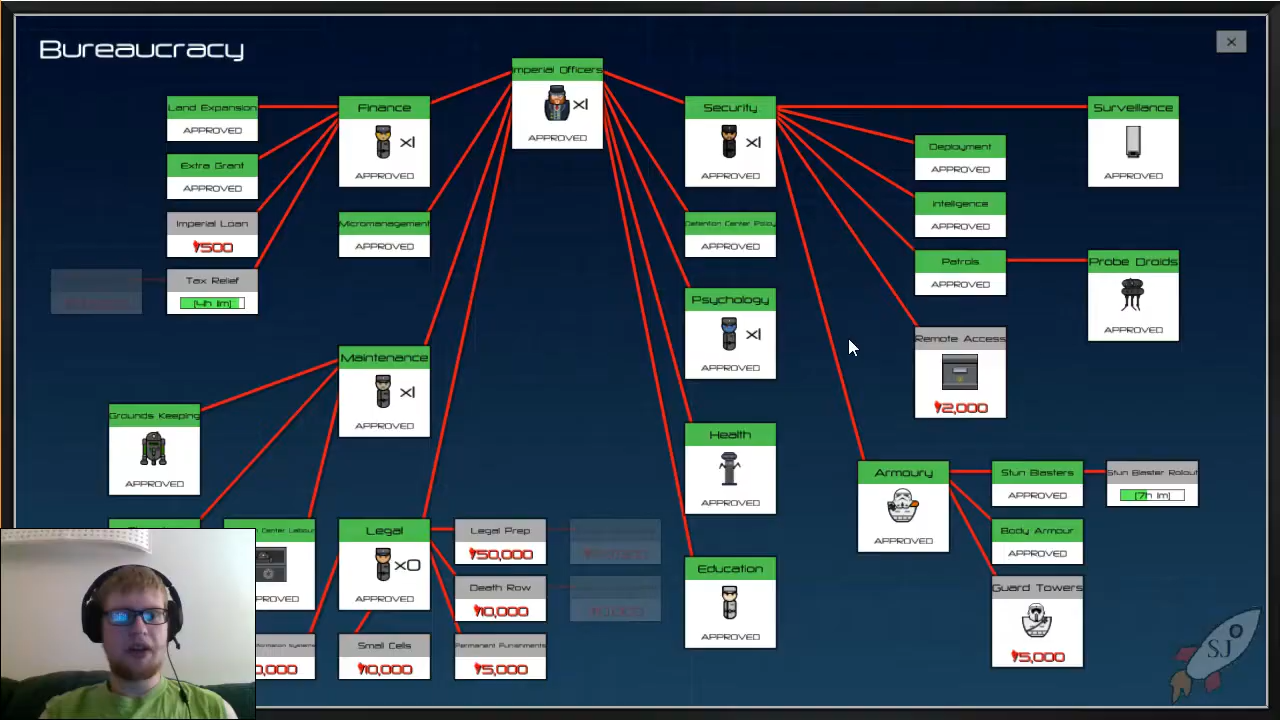 Bureaucracy
Imperial Officers
x1
APPROVED
Land Expansion
APPROVED
Finance
x1
APPROVED
Security
x1
APPROVED
Surveillance
APPROVED
Extra Grant
APPROVED
Deployment
APPROVED
Imperial Loan
500
Micromanagement
APPROVED
Detention Center Policy
APPROVED
Intelligence
APPROVED
Tax Relief
[4h 1m]
Patrols
APPROVED
Probe Droids
APPROVED
Psychology
x1
APPROVED
Remote Access
2,000
Maintenance
x1
APPROVED
Grounds Keeping
APPROVED
Health
APPROVED
Armoury
APPROVED
Stun Blasters
APPROVED
Stun Blaster Rollout
[7h 1m]
Legal
x0
APPROVED
Legal Prep
50,000
Body Armour
APPROVED
Education
APPROVED
Death Row
10,000
Guard Towers
5,000
Small Cells
10,000
Permanent Punishments
5,000
SJ